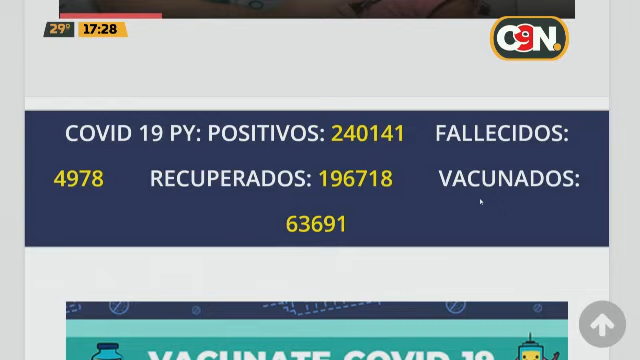 29° 17:28
C9N.
COVID 19 PY: POSITIVOS: 240141 FALLECIDOS:
4978 RECUPERADOS: 196718 VACUNADOS:
63691
VACUNATE COVID 19